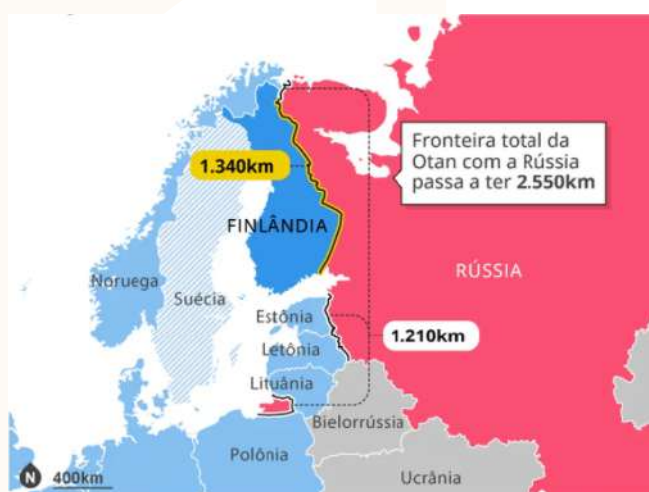 1.340km
Fronteira total da
Otan com a Rússia
passa a ter 2.550km
FINLÂNDIA
Noruega
Suécia
RÚSSIA
Estônia
1.210km
Letônia
Lituânia
Bielorrússia
Polônia
Ucrânia
N
400km